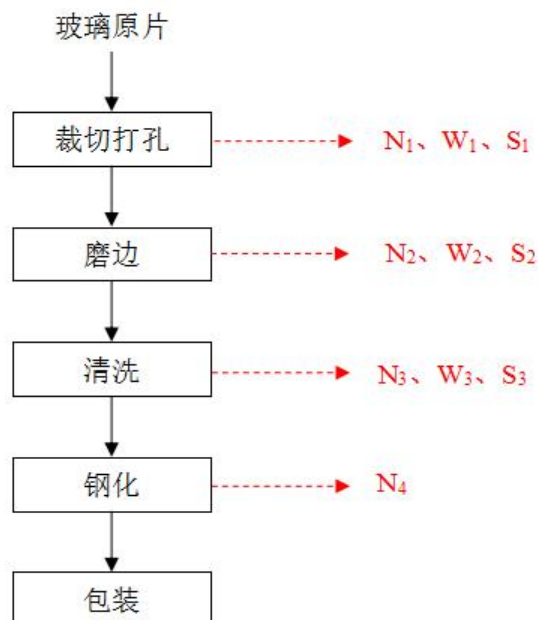 玻璃原片
裁切打孔 N₁、W₁、S₁
磨边 N₂、W₂、S₂
清洗 N₃、W₃、S₃
钢化 N₄
包装